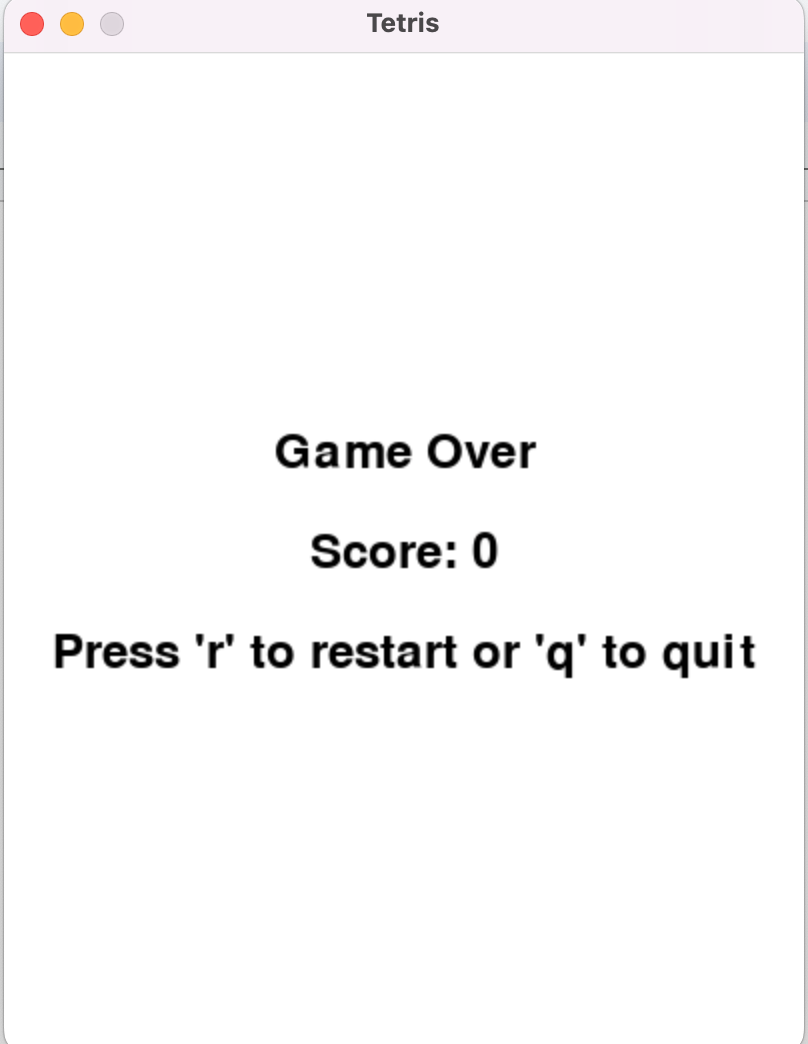 Tetris
Game Over
Score: 0
Press 'r' to restart or 'q' to quit